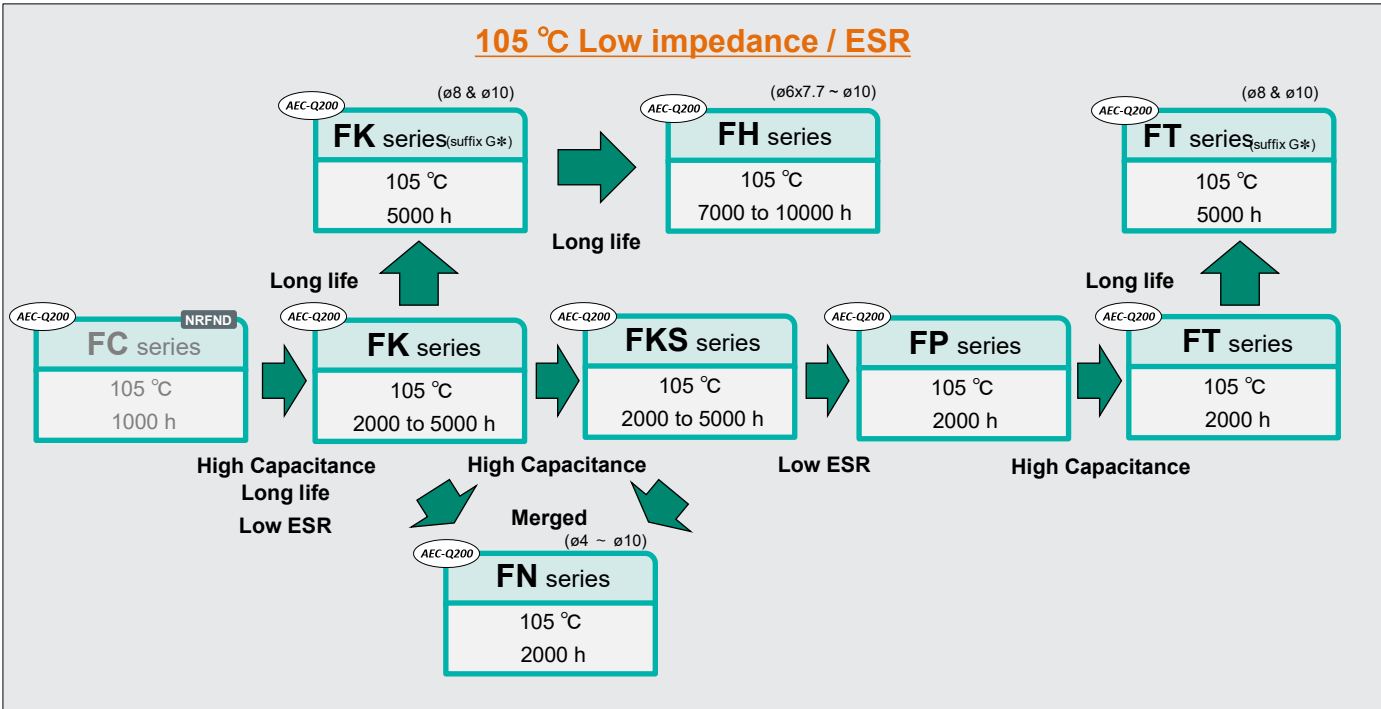 105 ℃ Low impedance / ESR
(ø8 & ø10)
AEC-Q200
FK series(suffix G*)
105 ℃
5000 h
Long life
(ø6x7.7 ~ ø10)
AEC-Q200
FH series
105 ℃
7000 to 10000 h
(ø8 & ø10)
AEC-Q200
FT series(suffix G*)
105 ℃
5000 h
Long life
Long life
AEC-Q200
NRFND
FC series
105 ℃
1000 h
High Capacitance
Long life
Low ESR
AEC-Q200
FK series
105 ℃
2000 to 5000 h
High Capacitance
AEC-Q200
FKS series
105 ℃
2000 to 5000 h
Low ESR
AEC-Q200
FP series
105 ℃
2000 h
High Capacitance
AEC-Q200
FT series
105 ℃
2000 h
Merged
(ø4 ~ ø10)
AEC-Q200
FN series
105 ℃
2000 h